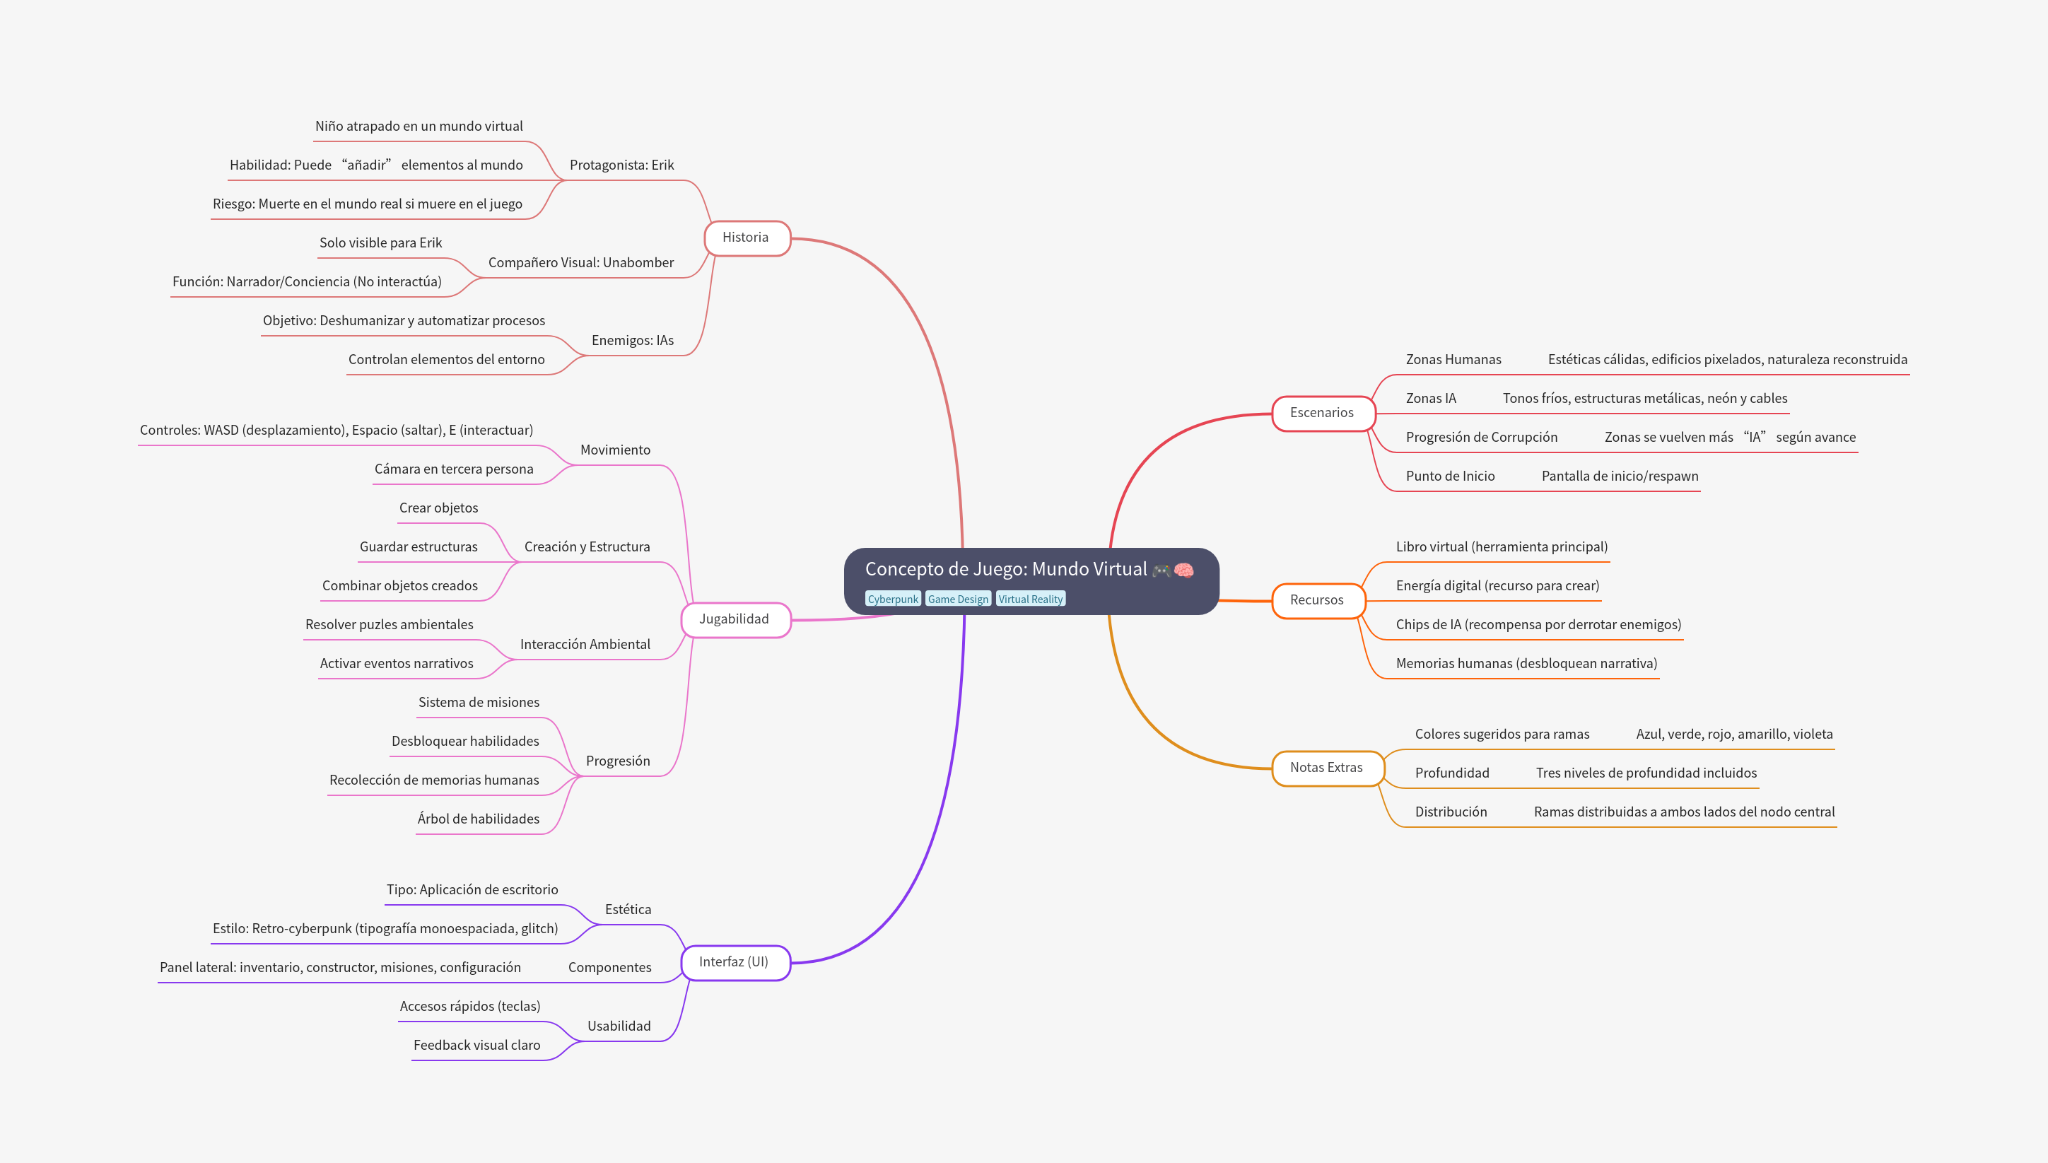 Concepto de Juego: Mundo Virtual 🎮🧠
Cyberpunk Game Design Virtual Reality
Historia
Protagonista: Erik
Niño atrapado en un mundo virtual
Habilidad: Puede “añadir” elementos al mundo
Riesgo: Muerte en el mundo real si muere en el juego
Compañero Visual: Unabomber
Solo visible para Erik
Función: Narrador/Conciencia (No interactúa)
Enemigos: IAs
Objetivo: Deshumanizar y automatizar procesos
Controlan elementos del entorno
Jugabilidad
Movimiento
Controles: WASD (desplazamiento), Espacio (saltar), E (interactuar)
Cámara en tercera persona
Creación y Estructura
Crear objetos
Guardar estructuras
Combinar objetos creados
Interacción Ambiental
Resolver puzles ambientales
Activar eventos narrativos
Progresión
Sistema de misiones
Desbloquear habilidades
Recolección de memorias humanas
Árbol de habilidades
Interfaz (UI)
Estética
Tipo: Aplicación de escritorio
Estilo: Retro-cyberpunk (tipografía monoespaciada, glitch)
Componentes
Panel lateral: inventario, constructor, misiones, configuración
Usabilidad
Accesos rápidos (teclas)
Feedback visual claro
Escenarios
Zonas Humanas
Estéticas cálidas, edificios pixelados, naturaleza reconstruida
Zonas IA
Tonos fríos, estructuras metálicas, neón y cables
Progresión de Corrupción
Zonas se vuelven más “IA” según avance
Punto de Inicio
Pantalla de inicio/respawn
Recursos
Libro virtual (herramienta principal)
Energía digital (recurso para crear)
Chips de IA (recompensa por derrotar enemigos)
Memorias humanas (desbloquean narrativa)
Notas Extras
Colores sugeridos para ramas
Azul, verde, rojo, amarillo, violeta
Profundidad
Tres niveles de profundidad incluidos
Distribución
Ramas distribuidas a ambos lados del nodo central